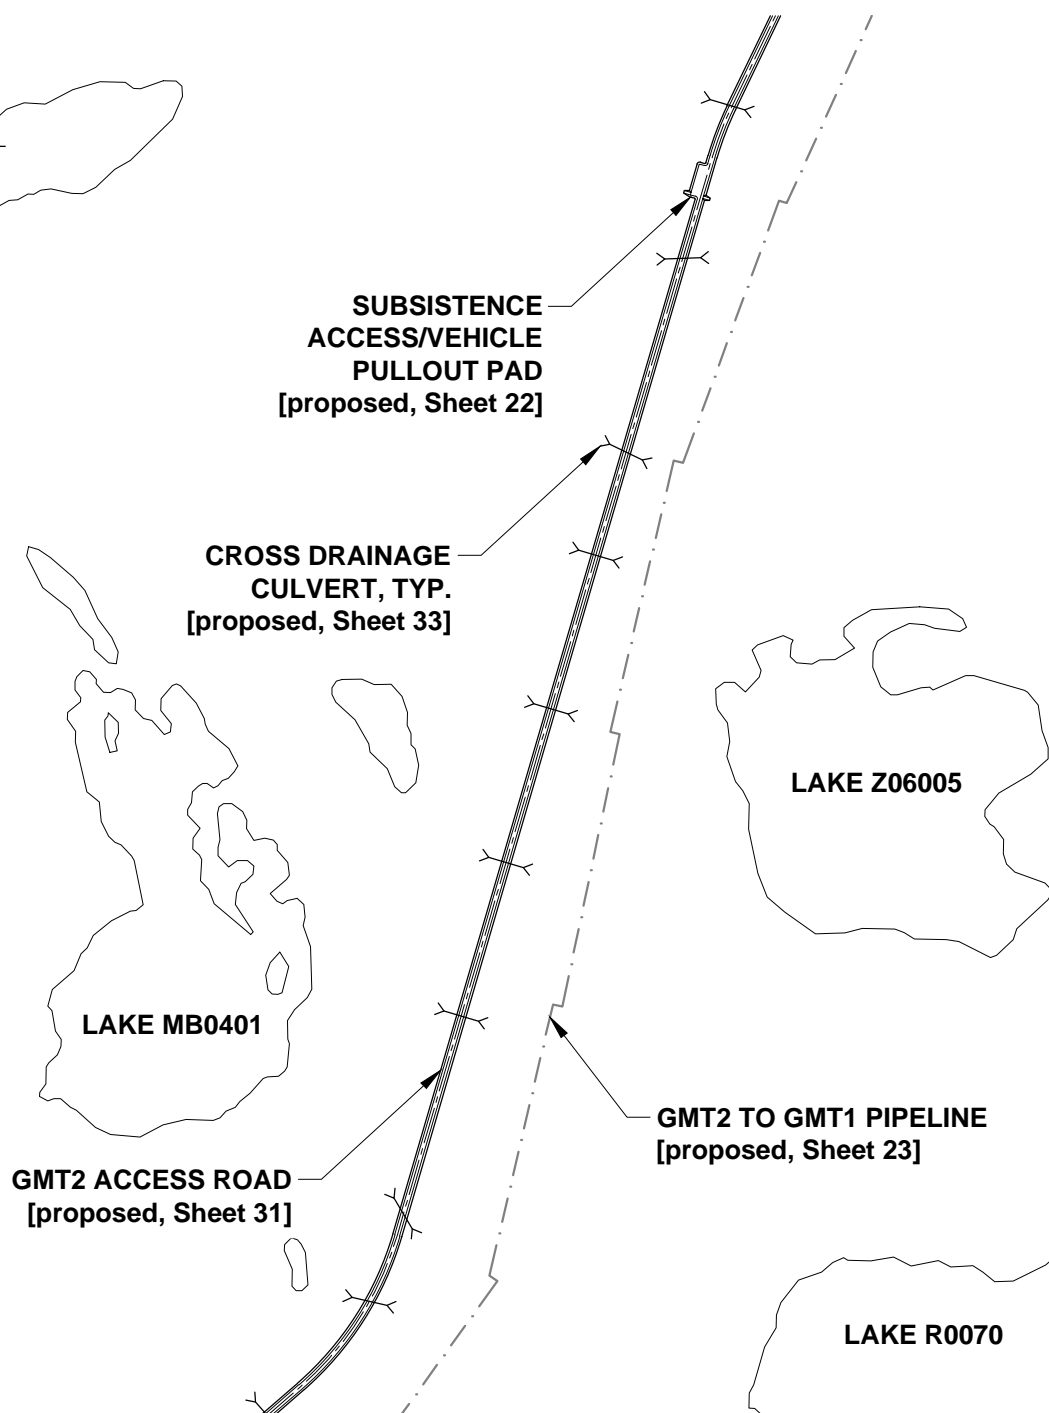 SUBSISTENCE
ACCESS/VEHICLE
PULLOUT PAD
[proposed, Sheet 22]
CROSS DRAINAGE
CULVERT, TYP.
[proposed, Sheet 33]
LAKE Z06005
LAKE MB0401
GMT2 TO GMT1 PIPELINE
[proposed, Sheet 23]
GMT2 ACCESS ROAD
[proposed, Sheet 31]
LAKE R0070